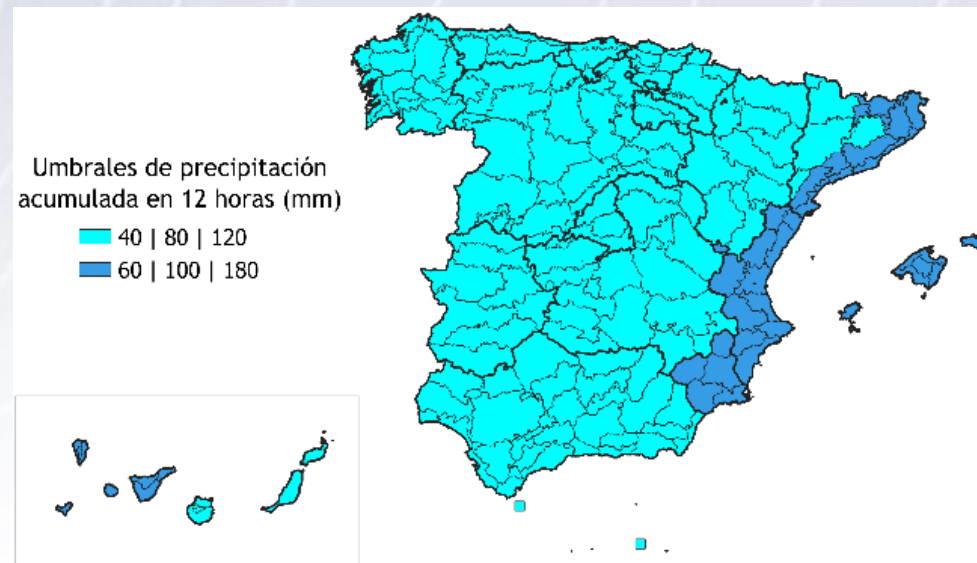 Umbrales de precipitación
acumulada en 12 horas (mm)
40 | 80 | 120
60 | 100 | 180